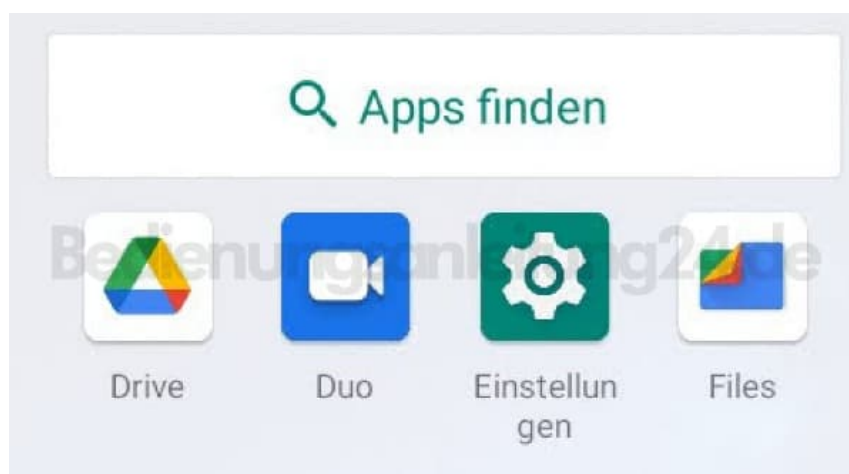 Apps finden
Bedienungsanleitung24.de
Drive
Duo
Einstellun
gen
Files